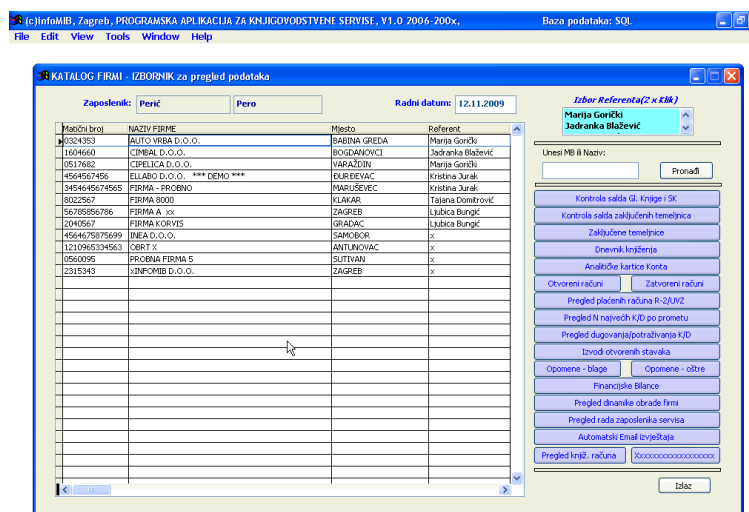 (c)infoMIB, Zagreb, PROGRAMSKA APLIKACIJA ZA KNJIGOVODSTVENE SERVISE, V1.0 2006-200x, Baza podataka: SQL
File Edit View Tools Window Help
KATALOG FIRMI - IZBORNIK za pregled podataka
Zaposlenik: Perić Pero Radni datum: 12.11.2009
Izbor Referenta(2 x Klik)
Marija Gorički
Jadranka Blažević
Matični broj NAZIV FIRME Mjesto Referent
0324353 AUTO VRBA D.O.O. BABINA GREDA Marija Gorički
1604660 CIMBAL D.O.O. BOGDANOVCI Jadranka Blažević
0517682 CIPELICA D.O.O. VARAŽDIN Marija Gorički
4564567456 ELLABO D.O.O. *** DEMO *** ĐURĐEVAC Kristina Jurak
3454645674565 FIRMA - PROBNO MARUŠEVEC Kristina Jurak
8022567 FIRMA 8000 KLAKAR Tajana Domitrović
56785856786 FIRMA A xx ZAGREB Ljubica Bungić
2040567 FIRMA KORVIS GRADAC Ljubica Bungić
4564675875699 INEA D.O.O. SAMOBOR x
1210965334563 OBRT X ANTUNOVAC x
0560095 PROBNA FIRMA 5 SUTIVAN x
2315343 xINFOMIB D.O.O. ZAGREB x
Unesi MB ili Naziv:
Pronađi
Kontrola salda Gl. Knjige i SK
Kontrola salda zaključenih temeljnica
Zaključene temeljnice
Dnevnik knjiženja
Analitičke kartice Konta
Otvoreni računi Zatvoreni računi
Pregled plaćenih računa R-2/UVZ
Pregled N najvećih K/D po prometu
Pregled dugovanja/potraživanja K/D
Izvodi otvorenih stavaka
Opomene - blage Opomene - oštre
Financijske Bilance
Pregled dinamike obrade firmi
Pregled rada zaposlenika servisa
Automatski Email izvještaja
Pregled knjiž. računa Xxxxxxxxxxxxxxxxxx
Izlaz